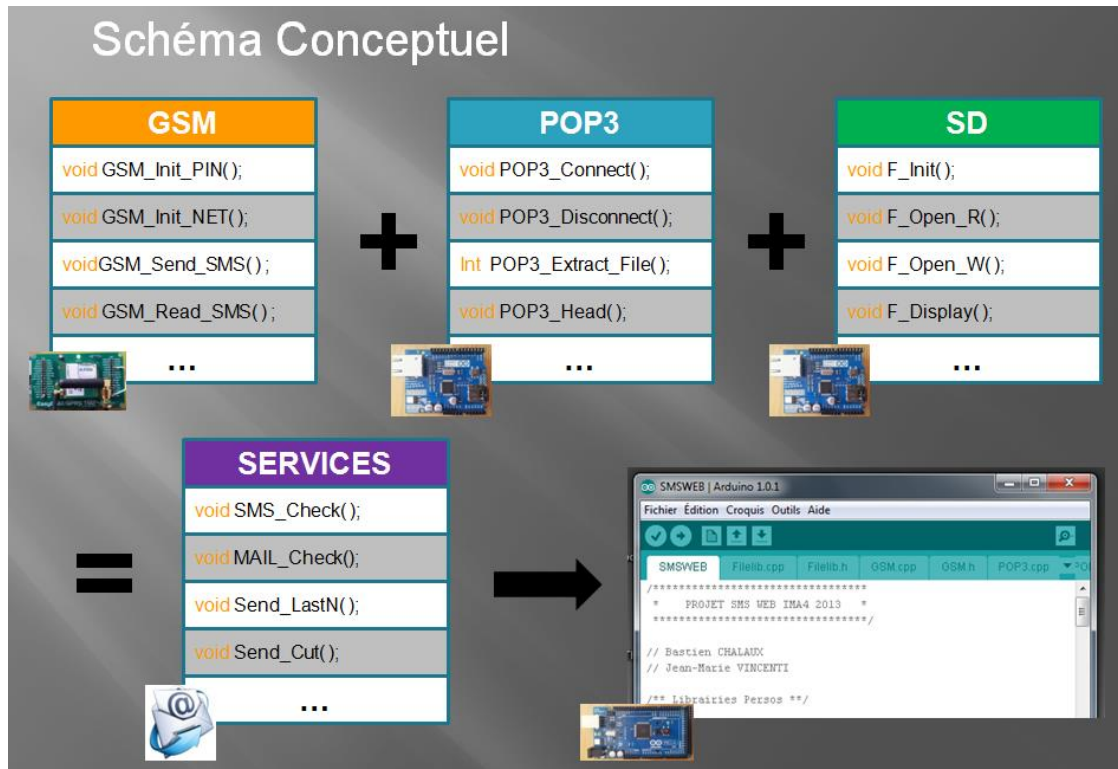 Schéma Conceptuel
GSM
void GSM_Init_PIN();
void GSM_Init_NET();
voidGSM_Send_SMS();
void GSM_Read_SMS();
...
POP3
void POP3_Connect();
void POP3_Disconnect();
Int POP3_Extract_File();
void POP3_Head();
...
SD
void F_Init();
void F_Open_R();
void F_Open_W();
void F_Display();
...
SERVICES
void SMS_Check();
void MAIL_Check();
void Send_LastN();
void Send_Cut();
...
SMSWEB | Arduino 1.0.1
Fichier Édition Croquis Outils Aide
SMSWEB Filelib.cpp Filelib.h GSM.cpp GSM.h POP3.cpp
/*********************************
* PROJET SMS WEB IMA4 2013 *
*********************************/
// Bastien CHALAUX
// Jean-Marie VINCENTI
/** Librairies Persos **/